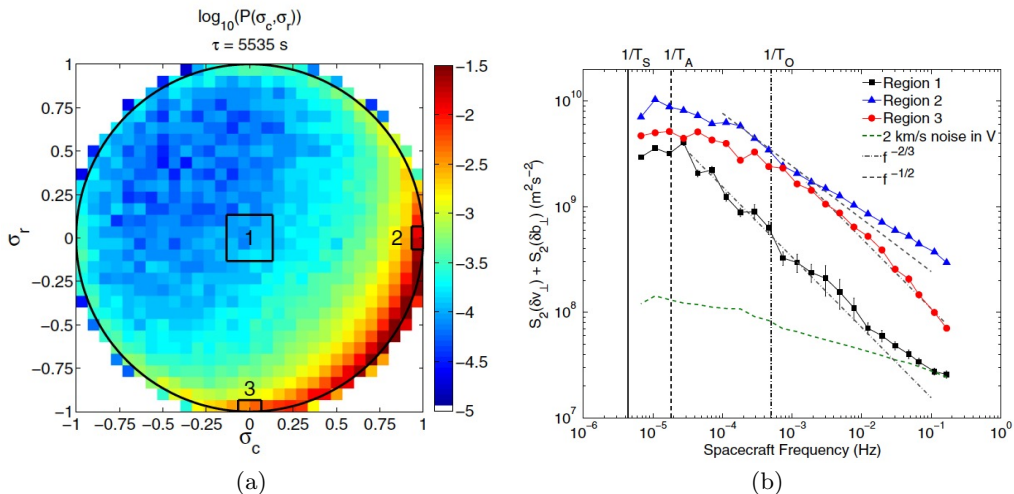 log10(P(σc,σr))
τ = 5535 s
1
0.75
0.5
0.25
0
−0.25
−0.5
−0.75
−1
σr
−1 −0.75 −0.5 −0.25 0 0.25 0.5 0.75 1
σc
1
2
3
−1.5
−2
−2.5
−3
−3.5
−4
−4.5
−5
(a)
1/TS 1/TA 1/TO
Region 1
Region 2
Region 3
2 km/s noise in V
f−2/3
f−1/2
S2(δv⊥) + S2(δb⊥) (m2s−2)
10^10
10^9
10^8
10^7
10^−6 10^−5 10^−4 10^−3 10^−2 10^−1 10^0
Spacecraft Frequency (Hz)
(b)